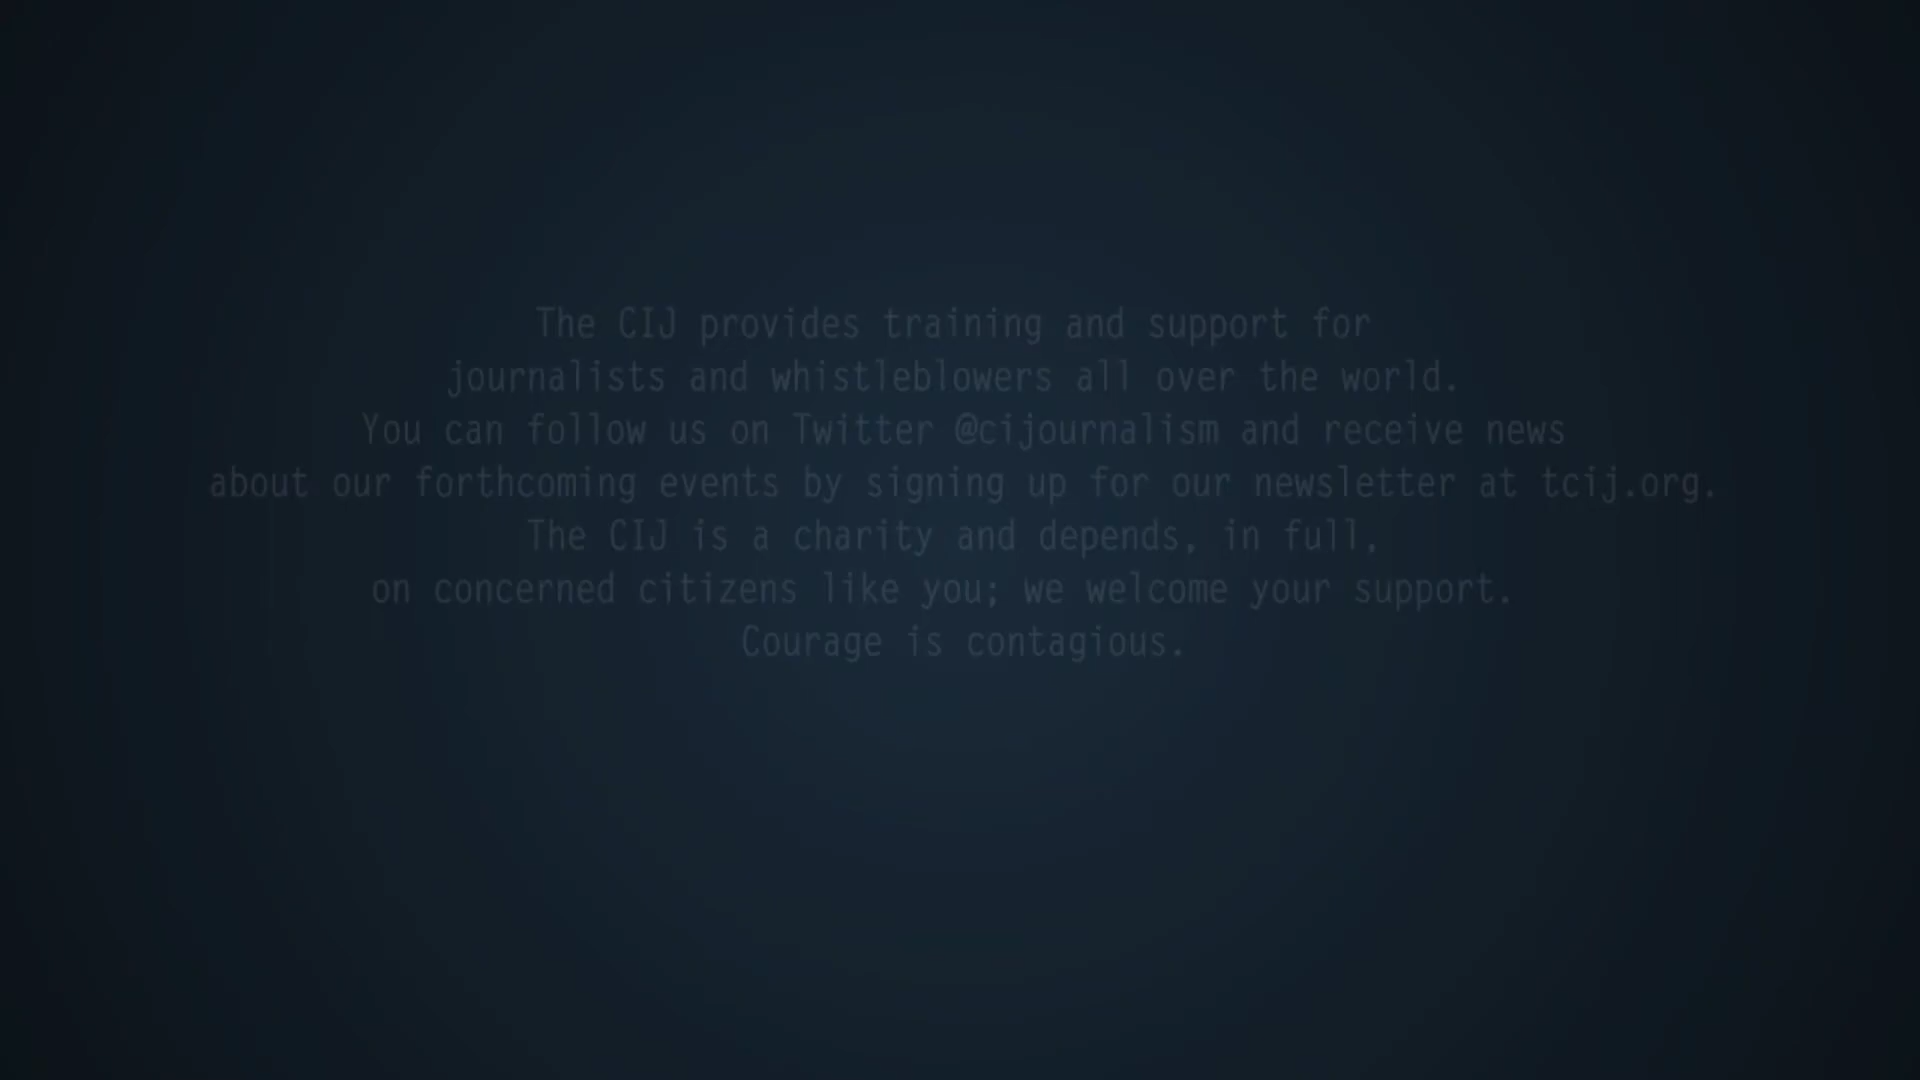 The CIJ provides training and support for
journalists and whistleblowers all over the world.
You can follow us on Twitter @cijournalism and receive news
about our forthcoming events by signing up for our newsletter at tcij.org.
The CIJ is a charity and depends, in full,
on concerned citizens like you; we welcome your support.
Courage is contagious.